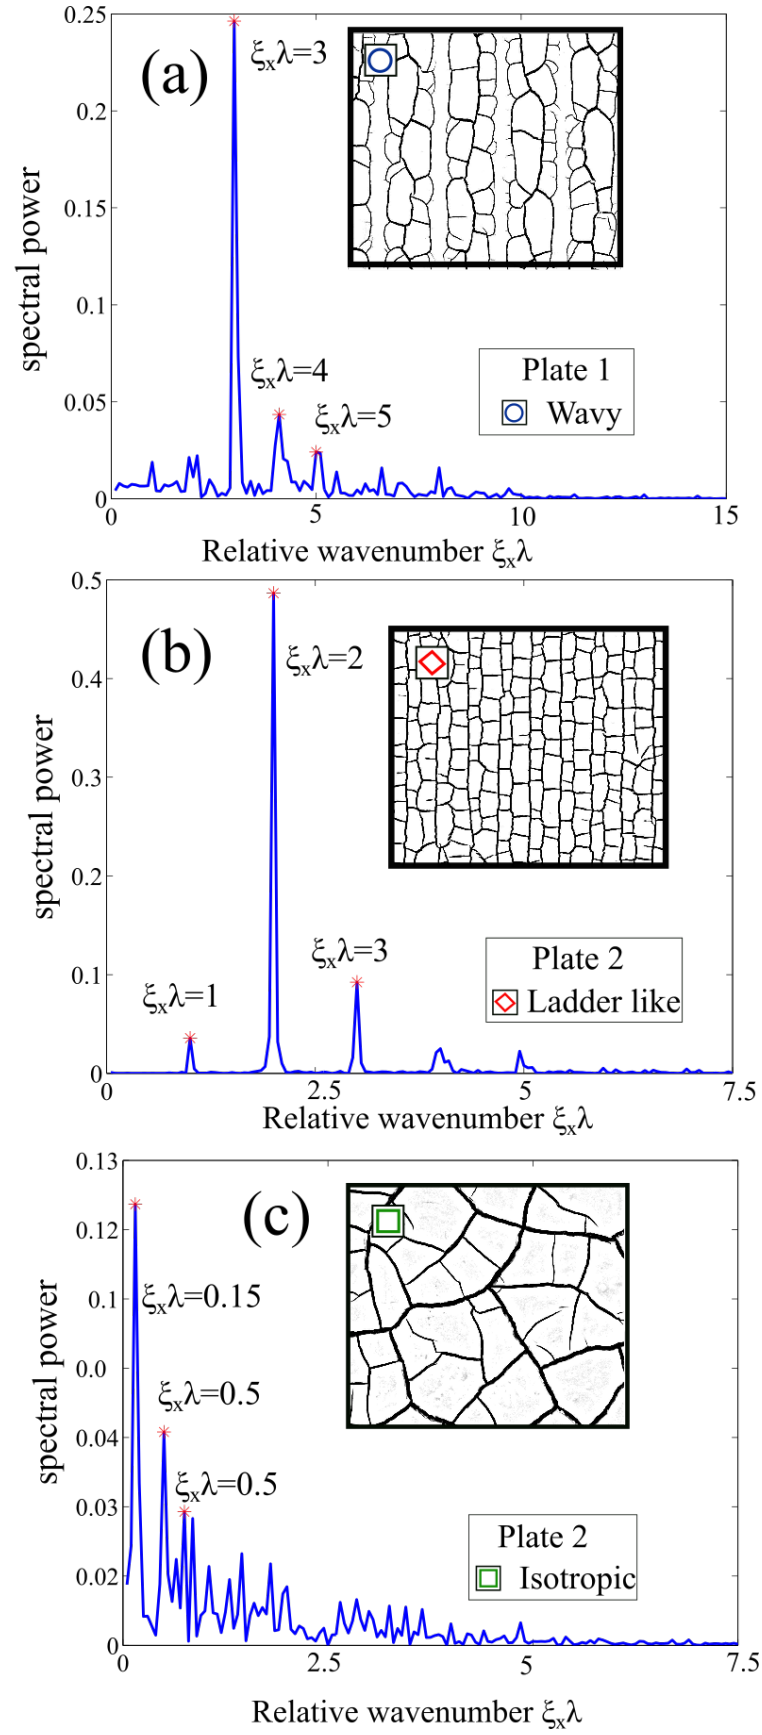 0.25
(a)
ξxλ=3
0.2
0.15
spectral power
0.1
ξxλ=4
Plate 1
0.05
ξxλ=5
Wavy
0
0
5
10
15
Relative wavenumber ξxλ
0.5
(b)
ξxλ=2
0.4
0.3
spectral power
0.2
ξxλ=3
Plate 2
0.1
ξxλ=1
Ladder like
0
0
2.5
5
7.5
Relative wavenumber ξxλ
0.13
(c)
0.12
ξxλ=0.15
0.1
spectral power
0.0
ξxλ=0.5
0.04
ξxλ=0.5
0.03
Plate 2
0.02
Isotropic
0
0
2.5
5
7.5
Relative wavenumber ξxλ